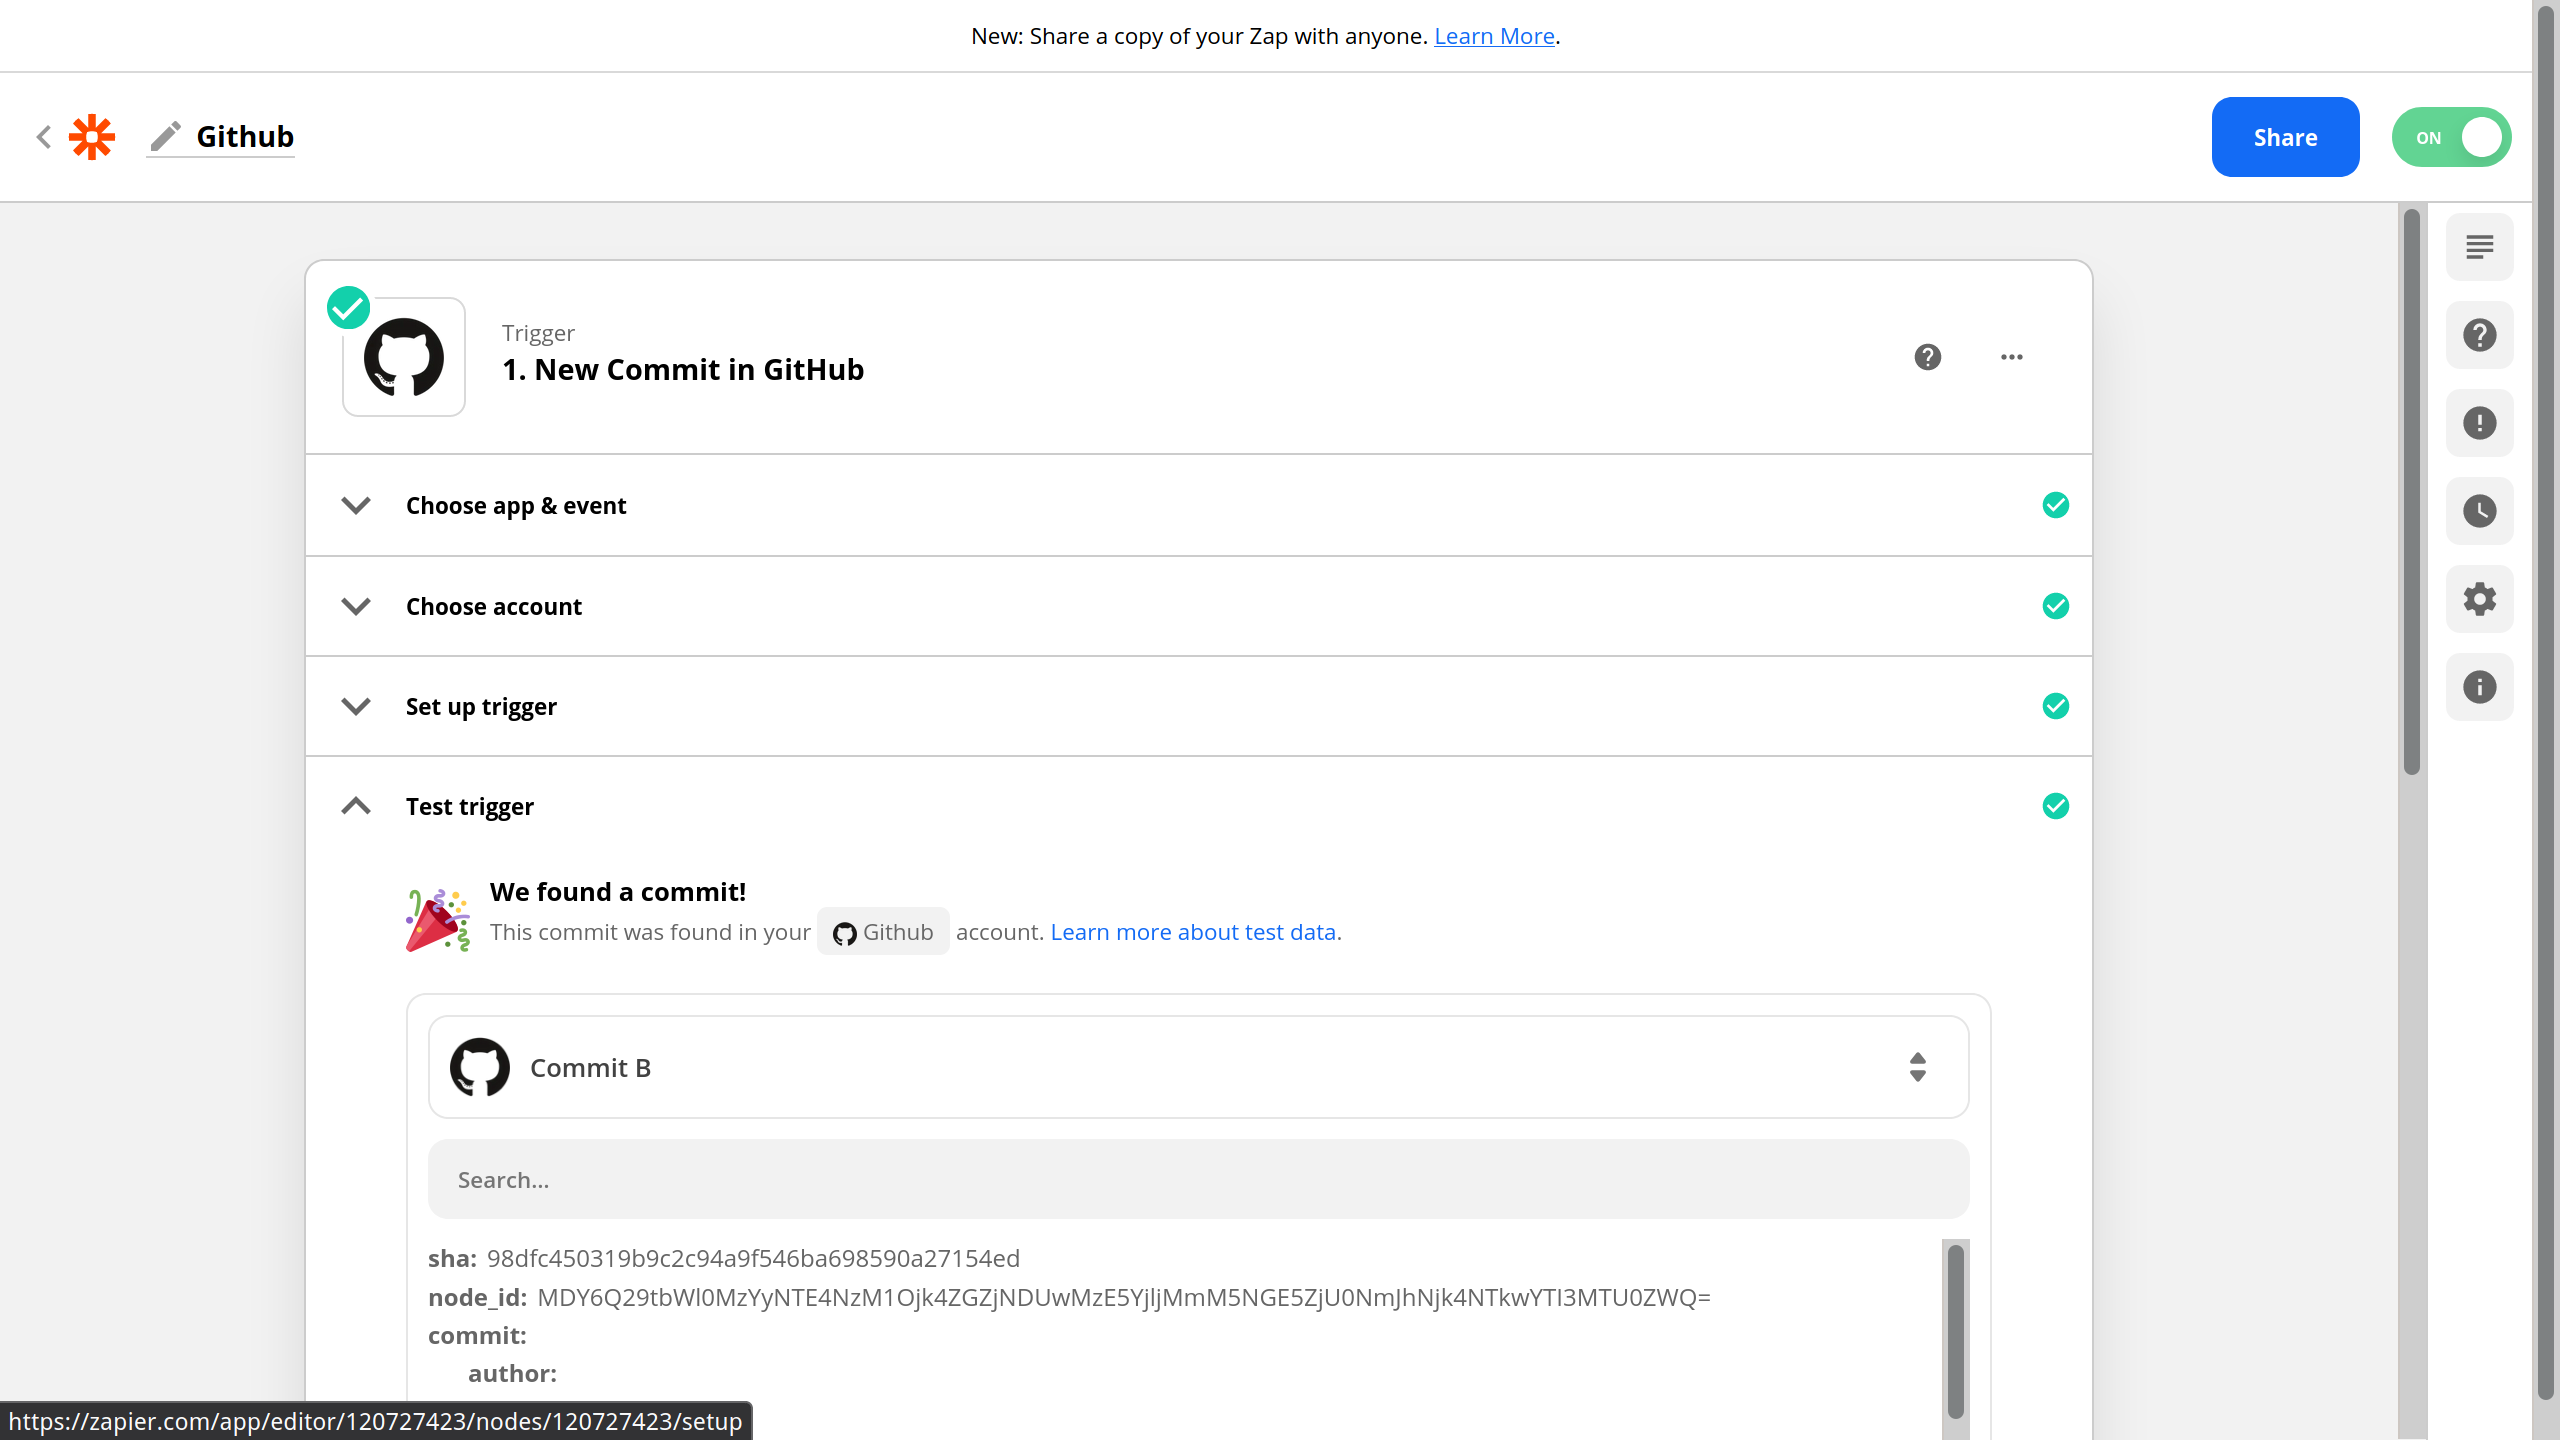 New: Share a copy of your Zap with anyone. Learn More.
Github
Share
ON
Trigger
1. New Commit in GitHub
Choose app & event
Choose account
Set up trigger
Test trigger
We found a commit!
This commit was found in your Github account. Learn more about test data.
Commit B
Search...
sha: 98dfc450319b9c2c94a9f546ba698590a27154ed
node_id: MDY6Q29tbWl0MzYyNTE4NzM1Ojk4ZGZjNDUwMzE5YjljMmM5NGE5ZjU0NmJhNjk4NTkwYTI3MTU0ZWQ=
commit:
author:
https://zapier.com/app/editor/120727423/nodes/120727423/setup